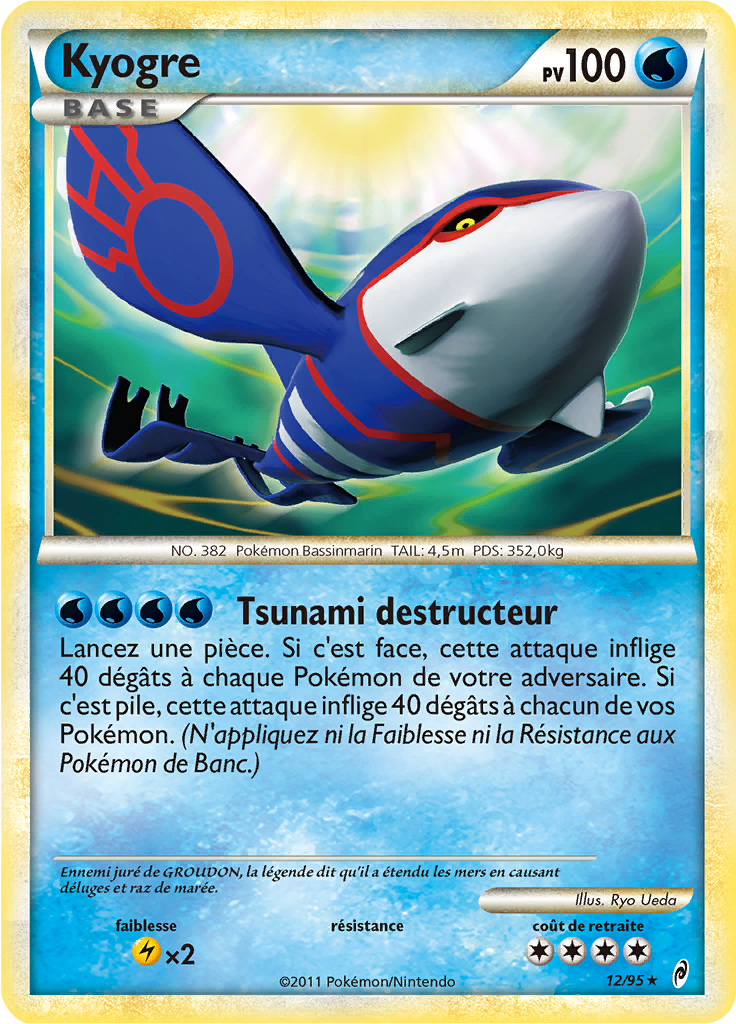 Kyogre
PV100
BASE
NO. 382 Pokémon Bassinmarin TAIL: 4,5m PDS: 352,0kg
Tsunami destructeur
Lancez une pièce. Si c'est face, cette attaque inflige
40 dégâts à chaque Pokémon de votre adversaire. Si
c'est pile, cette attaque inflige 40 dégâts à chacun de vos
Pokémon. (N'appliquez ni la Faiblesse ni la Résistance aux
Pokémon de Banc.)
Ennemi juré de GROUDON, la légende dit qu'il a étendu les mers en causant
déluges et raz de marée.
Illus. Ryo Ueda
faiblesse résistance coût de retraite
×2
©2011 Pokémon/Nintendo
12/95 ★